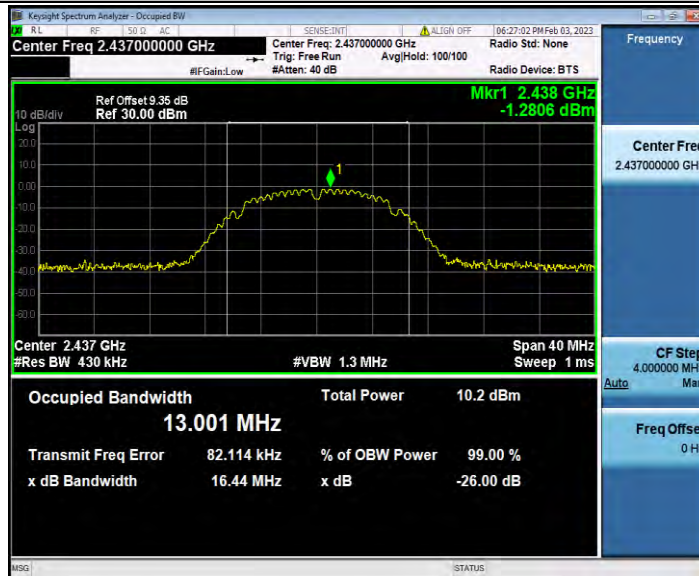 Keysight Spectrum Analyzer - Occupied BW
RL RF 50 Ω AC SENSE:INT ALIGN OFF 06:27:02 PM Feb 03, 2023
Center Freq 2.437000000 GHz
Center Freq: 2.437000000 GHz
Radio Std: None
Trig: Free Run Avg|Hold: 100/100
#IFGain:Low
#Atten: 40 dB
Radio Device: BTS
Ref Offset 9.35 dB
Mkr1 2.438 GHz
10 dB/div Ref 30.00 dBm
-1.2806 dBm
Log
20.0
10.0
1
0.00
-10.0
-20.0
-30.0
-40.0
-50.0
-60.0
Center 2.437 GHz Span 40 MHz
#Res BW 430 kHz #VBW 1.3 MHz Sweep 1 ms
Occupied Bandwidth Total Power 10.2 dBm
13.001 MHz
Transmit Freq Error 82.114 kHz % of OBW Power 99.00 %
x dB Bandwidth 16.44 MHz x dB -26.00 dB
MSG STATUS
Frequency
Center Fre
2.437000000 GH
CF Step
4.000000 MH
Auto Ma
Freq Offse
0 H